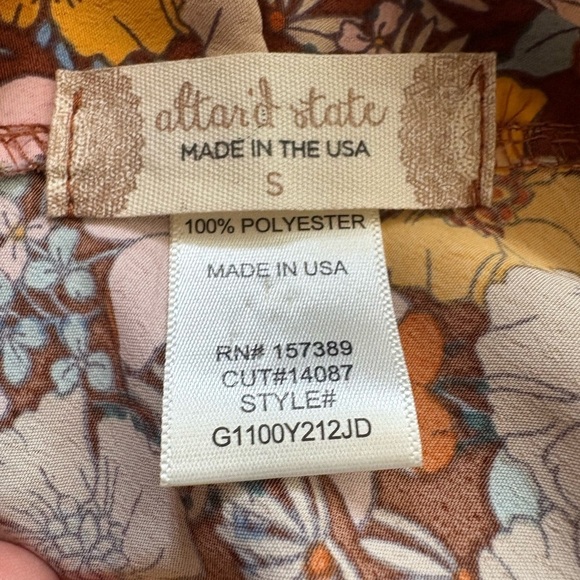 altar'd state
MADE IN THE USA
S
100% POLYESTER
MADE IN USA
RN# 157389
CUT#14087
STYLE#
G1100Y212JD